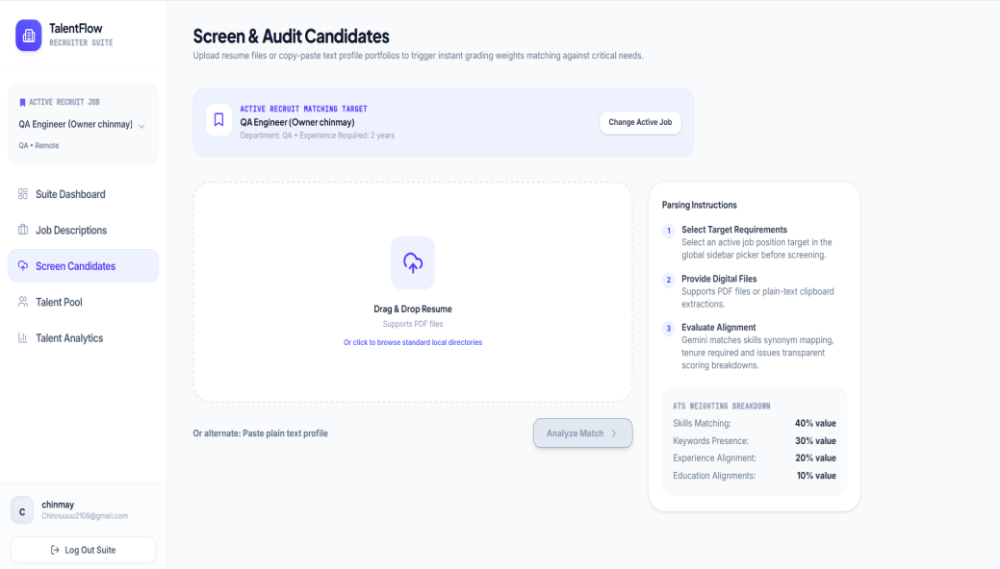 TalentFlow
RECRUITER SUITE
ACTIVE RECRUIT JOB
QA Engineer (Owner chinmay)
QA • Remote
Suite Dashboard
Job Descriptions
Screen Candidates
Talent Pool
Talent Analytics
C
chinmay
Chinnuuuu2108@gmail.com
Log Out Suite
Screen & Audit Candidates
Upload resume files or copy-paste text profile portfolios to trigger instant grading weights matching against critical needs.
ACTIVE RECRUIT MATCHING TARGET
QA Engineer (Owner chinmay)
Department: QA • Experience Required: 2 years
Change Active Job
Drag & Drop Resume
Supports PDF files
Or click to browse standard local directories
Or alternate: Paste plain text profile
Analyze Match
Parsing Instructions
1
Select Target Requirements
Select an active job position target in the
global sidebar picker before screening.
2
Provide Digital Files
Supports PDF files or plain-text clipboard
extractions.
3
Evaluate Alignment
Gemini matches skills synonym mapping,
tenure required and issues transparent
scoring breakdowns.
ATS WEIGHTING BREAKDOWN
Skills Matching: 40% value
Keywords Presence: 30% value
Experience Alignment: 20% value
Education Alignments: 10% value